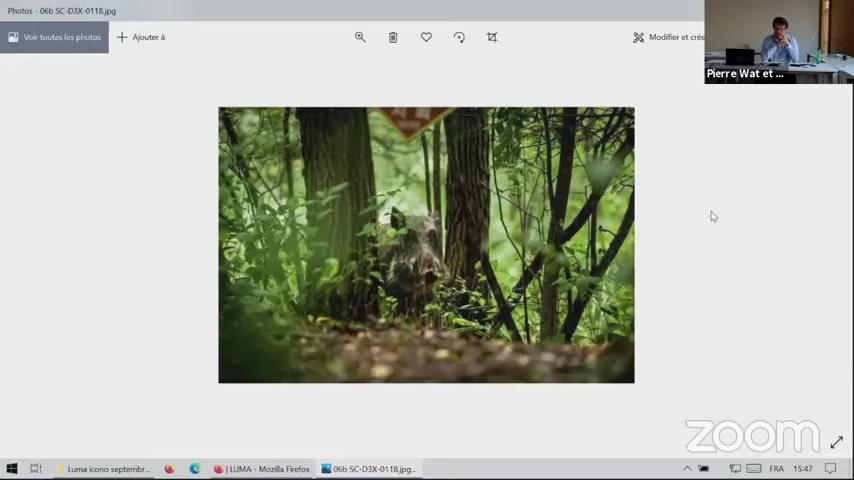 Photos - 06b SC-D3X-0118.jpg
Voir toutes les photos
Ajouter à
Modifier et crée
Pierre Wat et ...
zoom
Luma icono septembr...
| LUMA - Mozilla Firefox
06b SC-D3X-0118.jpg...
FRA
15:47